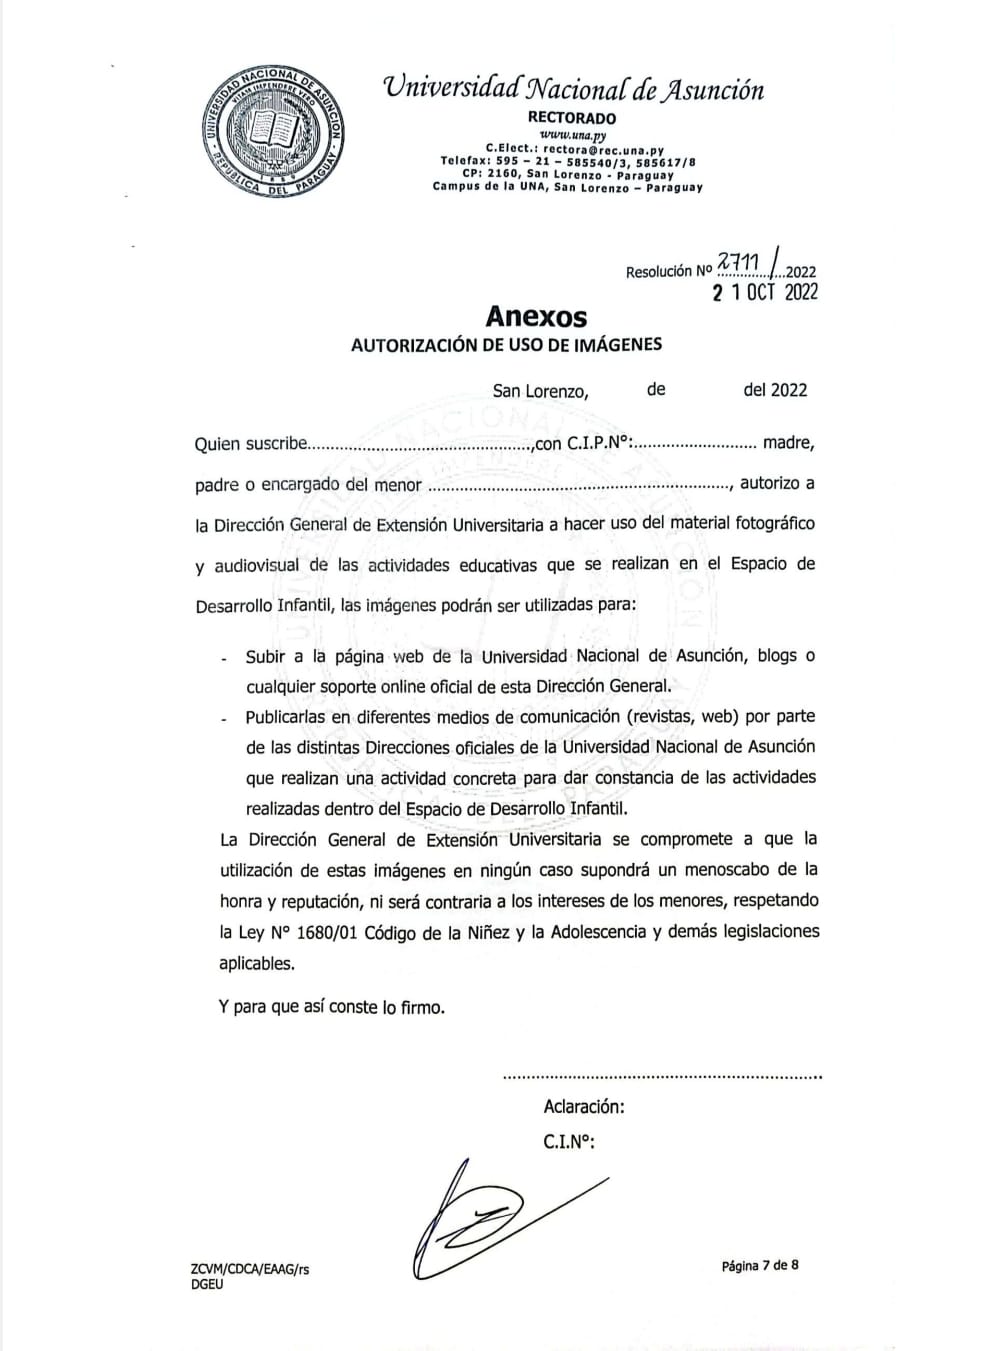 UNIVERSIDAD NACIONAL DE ASUNCION
VITAM IMPENDERE VERO
REPUBLICA DEL PARAGUAY
Universidad Nacional de Asunción
RECTORADO
www.una.py
C.Elect.: rectora@rec.una.py
Telefax: 595 – 21 – 585540/3, 585617/8
CP: 2160, San Lorenzo - Paraguay
Campus de la UNA, San Lorenzo – Paraguay
Resolución Nº 2711/...2022
21 OCT 2022
Anexos
AUTORIZACIÓN DE USO DE IMÁGENES
San Lorenzo, de del 2022
Quien suscribe................................................,con C.I.P.Nº:.......................... madre,
padre o encargado del menor ................................................................, autorizo a
la Dirección General de Extensión Universitaria a hacer uso del material fotográfico
y audiovisual de las actividades educativas que se realizan en el Espacio de
Desarrollo Infantil, las imágenes podrán ser utilizadas para:
- Subir a la página web de la Universidad Nacional de Asunción, blogs o
cualquier soporte online oficial de esta Dirección General.
- Publicarlas en diferentes medios de comunicación (revistas, web) por parte
de las distintas Direcciones oficiales de la Universidad Nacional de Asunción
que realizan una actividad concreta para dar constancia de las actividades
realizadas dentro del Espacio de Desarrollo Infantil.
La Dirección General de Extensión Universitaria se compromete a que la
utilización de estas imágenes en ningún caso supondrá un menoscabo de la
honra y reputación, ni será contraria a los intereses de los menores, respetando
la Ley Nº 1680/01 Código de la Niñez y la Adolescencia y demás legislaciones
aplicables.
Y para que así conste lo firmo.
......................................................................
Aclaración:
C.I.Nº:
ZCVM/CDCA/EAAG/rs
DGEU
Página 7 de 8